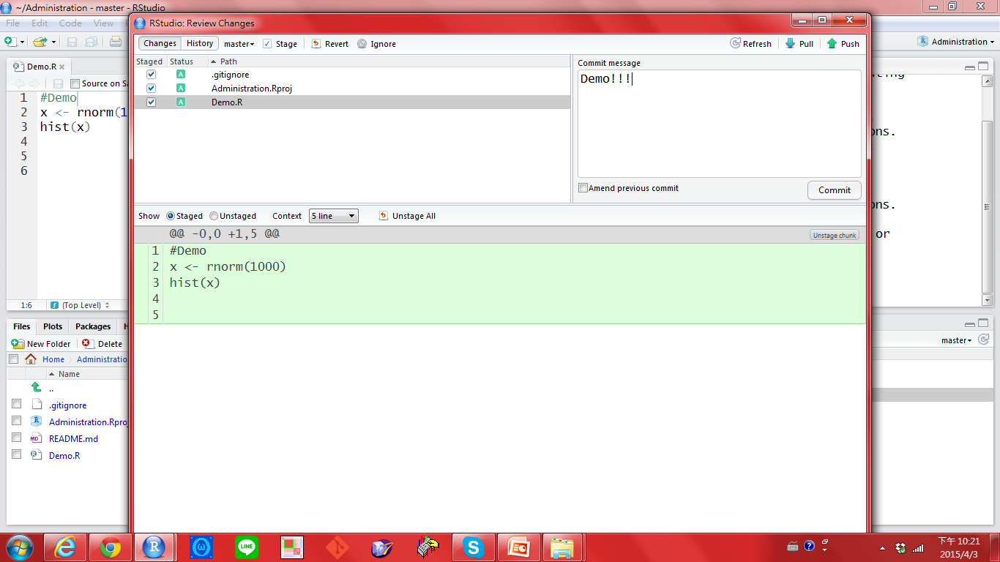 ~/Administration - master - RStudio
File Edit Code View
Administration
Demo.R
Source on Sa
1 #Demo
2 x <- rnorm(1
3 hist(x)
4
5
6
1:6 (Top Level)
Files Plots Packages H
New Folder Delete
Home Administratio
Name
..
.gitignore
Administration.Rproj
README.md
Demo.R
RStudio: Review Changes
Changes History master Stage Revert Ignore Refresh Pull Push
Staged Status Path
A .gitignore
A Administration.Rproj
A Demo.R
Commit message
Demo!!!
Amend previous commit
Commit
Show Staged Unstaged Context 5 line Unstage All
@@ -0,0 +1,5 @@ Unstage chunk
1 #Demo
2 x <- rnorm(1000)
3 hist(x)
4
5
ons.
ons.
or
master
LINE
下午 10:21
2015/4/3